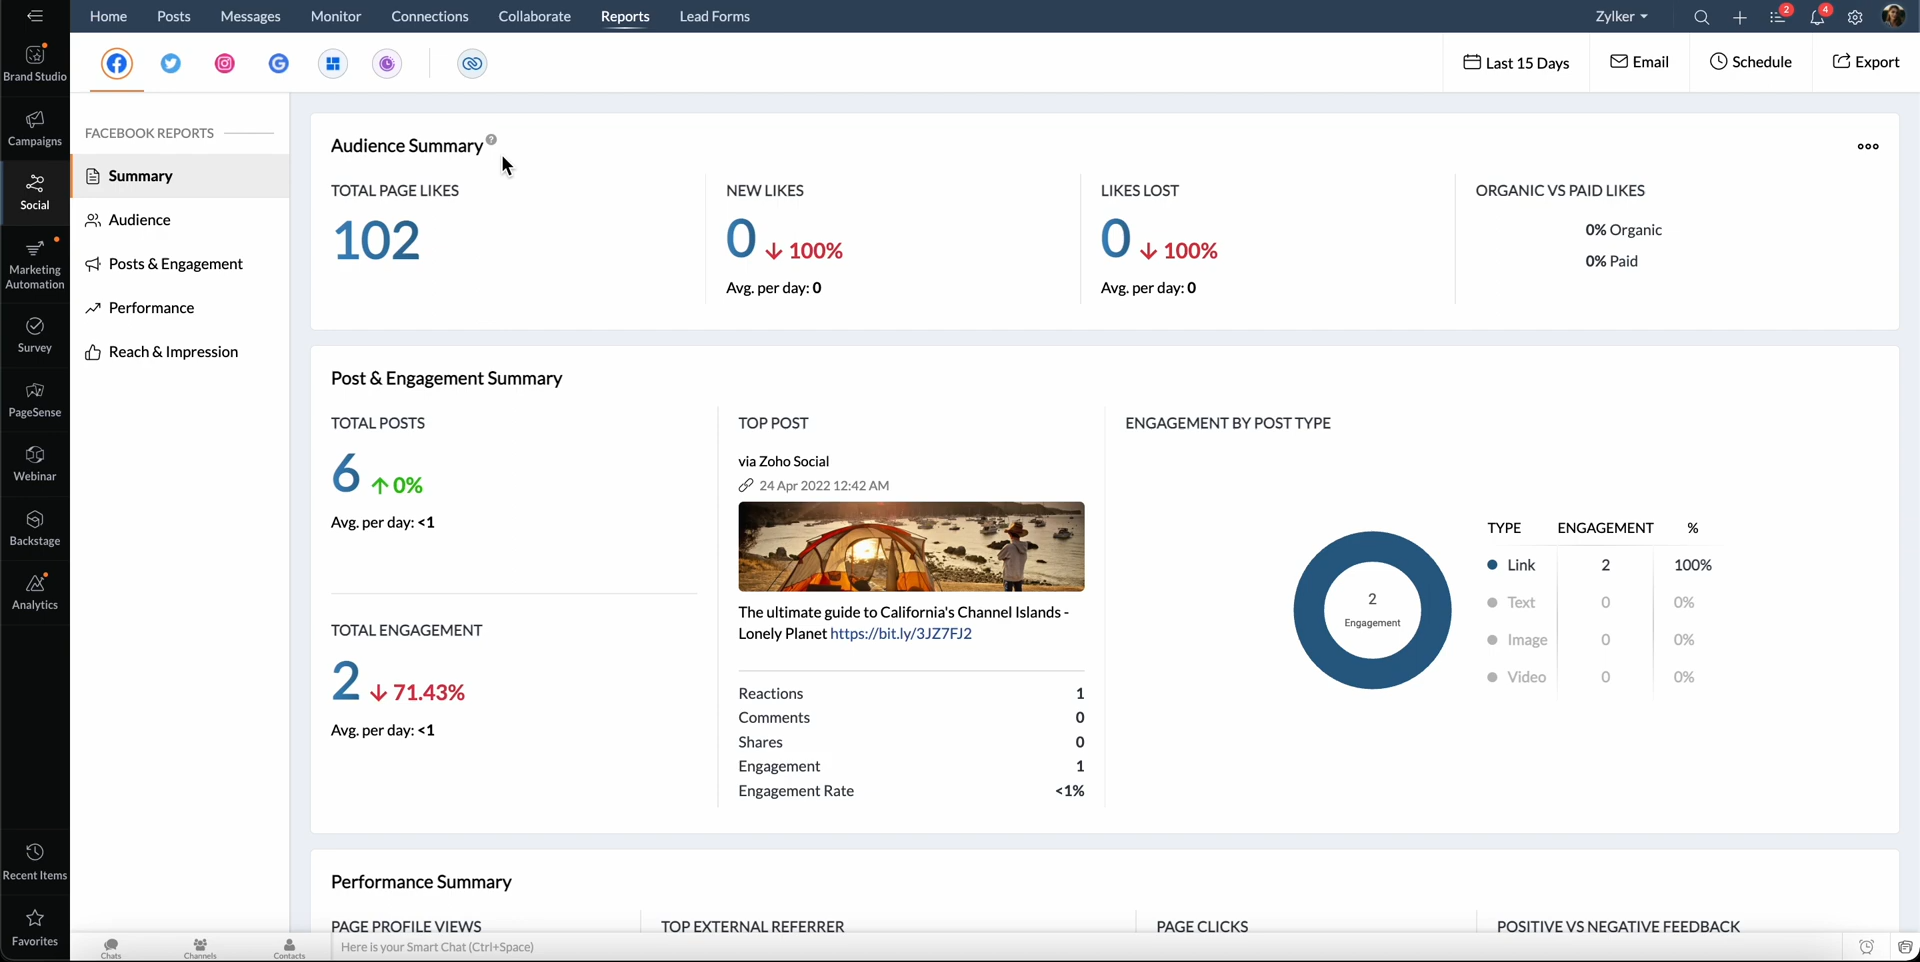 Home Posts Messages Monitor Connections Collaborate Reports Lead Forms Zylker 2 4
Brand Studio
Campaigns
Social
Marketing
Automation
Survey
PageSense
Webinar
Backstage
Analytics
Recent Items
Favorites
Last 15 Days Email Schedule Export
FACEBOOK REPORTS
Summary
Audience
Posts & Engagement
Performance
Reach & Impression
Audience Summary ?
TOTAL PAGE LIKES
102
NEW LIKES
0 ↓ 100%
Avg. per day: 0
LIKES LOST
0 ↓ 100%
Avg. per day: 0
ORGANIC VS PAID LIKES
0% Organic
0% Paid
Post & Engagement Summary
TOTAL POSTS
6 ↑ 0%
Avg. per day: <1
TOTAL ENGAGEMENT
2 ↓ 71.43%
Avg. per day: <1
TOP POST
via Zoho Social
24 Apr 2022 12:42 AM
The ultimate guide to California's Channel Islands -
Lonely Planet https://bit.ly/3JZ7FJ2
Reactions 1
Comments 0
Shares 0
Engagement 1
Engagement Rate <1%
ENGAGEMENT BY POST TYPE
2
Engagement
TYPE ENGAGEMENT %
Link 2 100%
Text 0 0%
Image 0 0%
Video 0 0%
Performance Summary
PAGE PROFILE VIEWS TOP EXTERNAL REFERRER PAGE CLICKS POSITIVE VS NEGATIVE FEEDBACK
Chats Channels Contacts Here is your Smart Chat (Ctrl+Space)